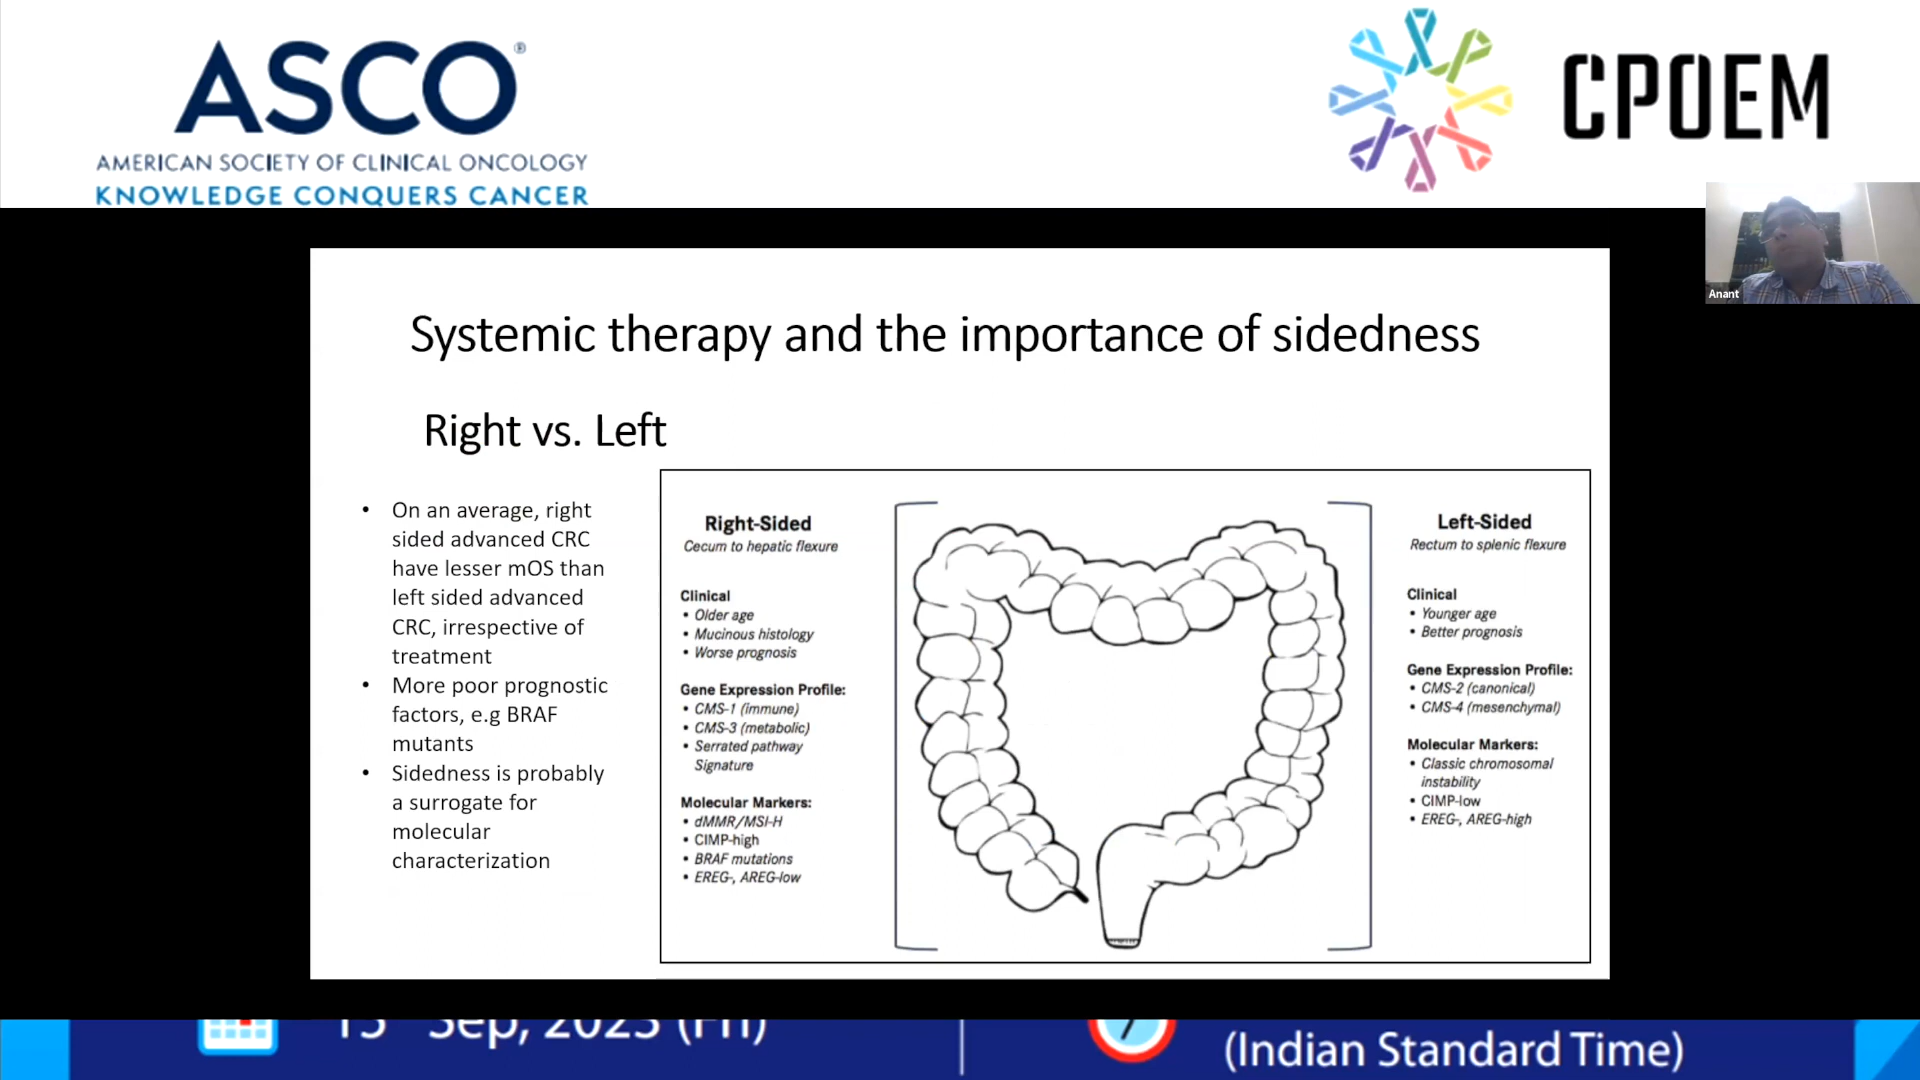 ASCO®
AMERICAN SOCIETY OF CLINICAL ONCOLOGY
KNOWLEDGE CONQUERS CANCER
CPOEM
Anant
Systemic therapy and the importance of sidedness
Right vs. Left
• On an average, right
sided advanced CRC
have lesser mOS than
left sided advanced
CRC, irrespective of
treatment
• More poor prognostic
factors, e.g BRAF
mutants
• Sidedness is probably
a surrogate for
molecular
characterization
Right-Sided
Cecum to hepatic flexure
Clinical
• Older age
• Mucinous histology
• Worse prognosis
Gene Expression Profile:
• CMS-1 (immune)
• CMS-3 (metabolic)
• Serrated pathway
Signature
Molecular Markers:
• dMMR/MSI-H
• CIMP-high
• BRAF mutations
• EREG-, AREG-low
Left-Sided
Rectum to splenic flexure
Clinical
• Younger age
• Better prognosis
Gene Expression Profile:
• CMS-2 (canonical)
• CMS-4 (mesenchymal)
Molecular Markers:
• Classic chromosomal
instability
• CIMP-low
• EREG-, AREG-high
Sep, 2023 (Fri)
(Indian Standard Time)